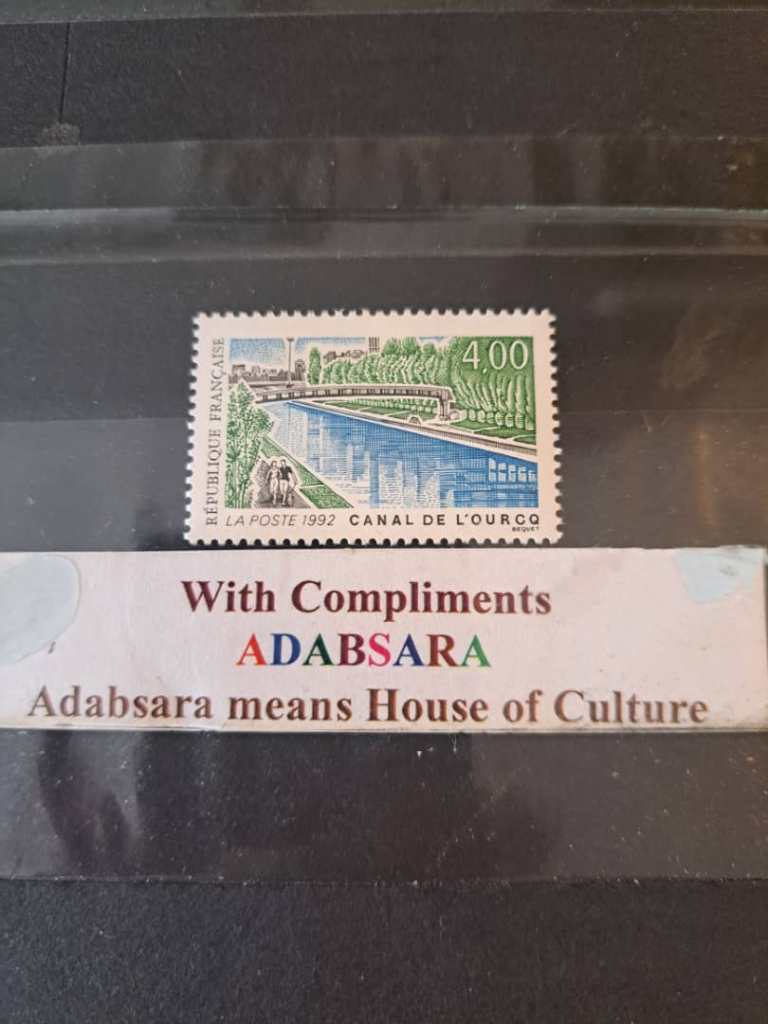 RÉPUBLIQUE FRANÇAISE
4,00
LA POSTE 1992 CANAL DE L'OURCQ
BEQUET
With Compliments
ADABSARA
Adabsara means House of Culture